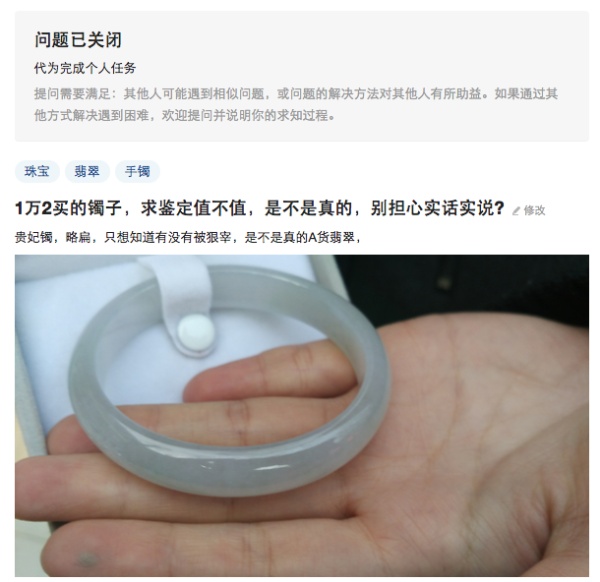 问题已关闭
代为完成个人任务
提问需要满足：其他人可能遇到相似问题，或问题的解决方法对其他人有所助益。如果通过其
他方式解决遇到困难，欢迎提问并说明你的求知过程。
珠宝 翡翠 手镯
1万2买的镯子，求鉴定值不值，是不是真的，别担心实话实说? 修改
贵妃镯，略扁，只想知道有没有被狠宰，是不是真的A货翡翠，